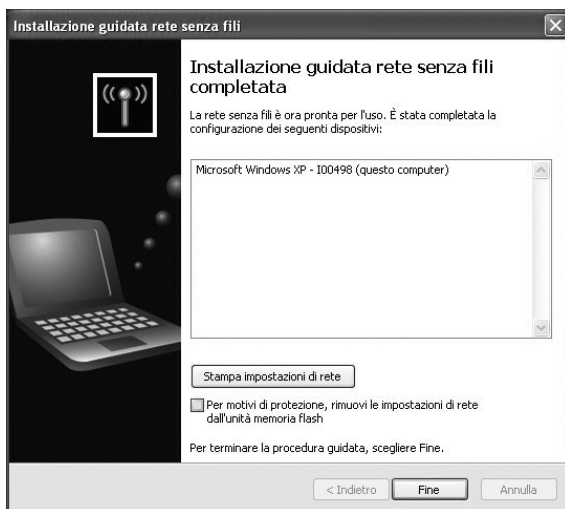 Installazione guidata rete senza fili
Installazione guidata rete senza fili
completata
La rete senza fili è ora pronta per l'uso. È stata completata la
configurazione dei seguenti dispositivi:
Microsoft Windows XP - I00498 (questo computer)
Stampa impostazioni di rete
Per motivi di protezione, rimuovi le impostazioni di rete
dall'unità memoria flash
Per terminare la procedura guidata, scegliere Fine.
< Indietro
Fine
Annulla